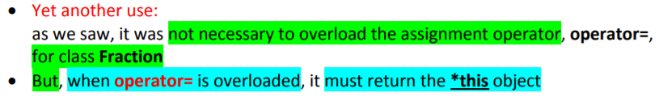 • Yet another use:
as we saw, it was not necessary to overload the assignment operator, operator=,
for class Fraction
• But, when operator= is overloaded, it must return the *this object